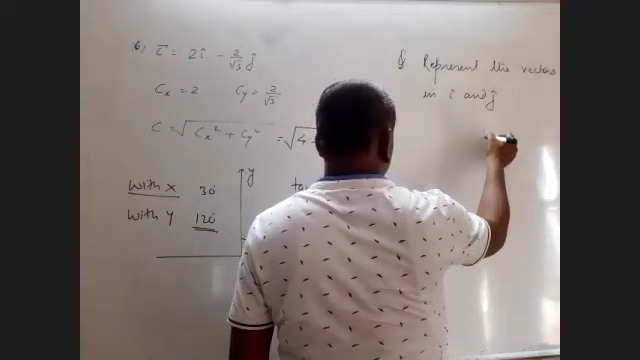 (6) c⃗ = 2î - 2/√3 ĵ
Cx = 2 Cy = 2/√3
C = √(Cx² + Cy²) = √4
With x 30
With y 120
y
ta
Q Represent the vectors
in î and ĵ